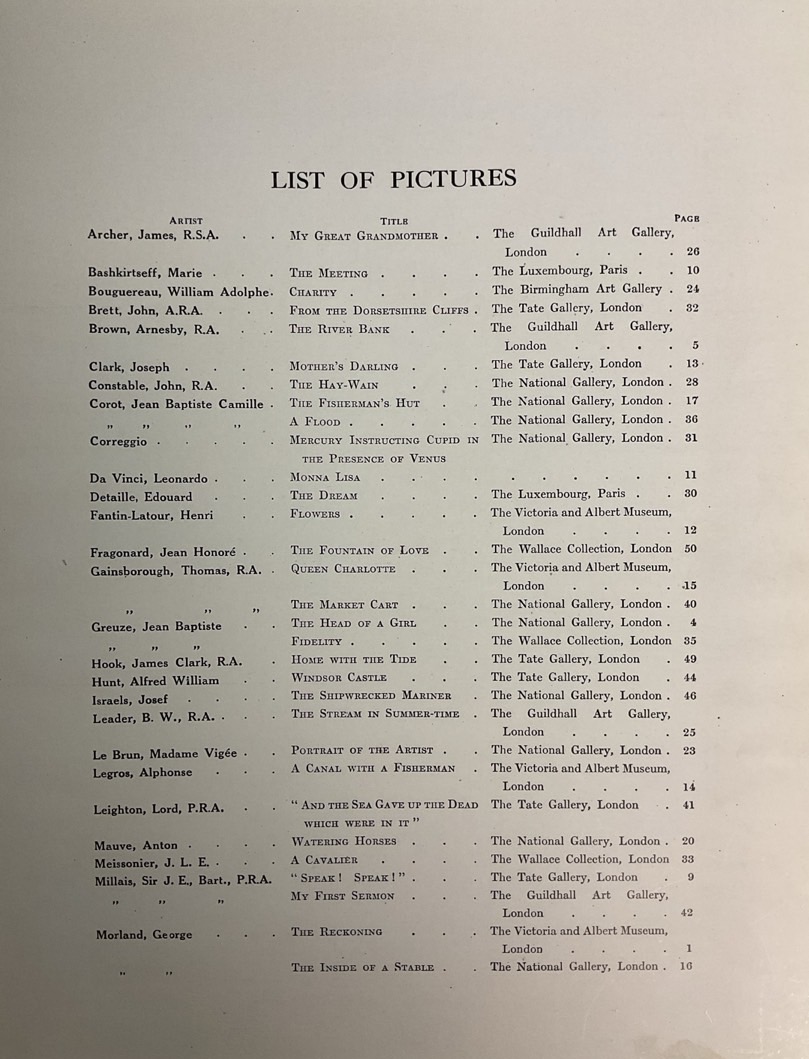 LIST OF PICTURES
Artist Title Page
Archer, James, R.S.A. . . My Great Grandmother . . The Guildhall Art Gallery,
London . . . . 26
Bashkirtseff, Marie . . . The Meeting . . . . The Luxembourg, Paris . . 10
Bouguereau, William Adolphe. Charity . . . . . The Birmingham Art Gallery . 24
Brett, John, A.R.A. . . . From the Dorsetshire Cliffs . The Tate Gallery, London . 32
Brown, Arnesby, R.A. . . . The River Bank . . . The Guildhall Art Gallery,
London . . . . 5
Clark, Joseph . . . . Mother's Darling . . . The Tate Gallery, London . 13
Constable, John, R.A. . . The Hay-Wain . . . The National Gallery, London . 28
Corot, Jean Baptiste Camille . The Fisherman's Hut . . The National Gallery, London . 17
„ „ „ „ A Flood . . . . . The National Gallery, London . 36
Correggio . . . . . Mercury Instructing Cupid in The National Gallery, London . 31
the Presence of Venus
Da Vinci, Leonardo . . . Monna Lisa . . . . . . . . . . 11
Detaille, Edouard . . . The Dream . . . . The Luxembourg, Paris . . 30
Fantin-Latour, Henri . . Flowers . . . . . The Victoria and Albert Museum,
London . . . . 12
Fragonard, Jean Honoré . . The Fountain of Love . . The Wallace Collection, London 50
Gainsborough, Thomas, R.A. . Queen Charlotte . . . The Victoria and Albert Museum,
London . . . . 15
„ „ „ The Market Cart . . . The National Gallery, London . 40
Greuze, Jean Baptiste . . The Head of a Girl . . The National Gallery, London . 4
„ „ „ Fidelity . . . . . The Wallace Collection, London 35
Hook, James Clark, R.A. . Home with the Tide . . The Tate Gallery, London . 49
Hunt, Alfred William . . Windsor Castle . . . The Tate Gallery, London . 44
Israels, Josef . . . . The Shipwrecked Mariner . The National Gallery, London . 46
Leader, B. W., R.A. . . . The Stream in Summer-time . The Guildhall Art Gallery,
London . . . . 25
Le Brun, Madame Vigée . . Portrait of the Artist . . The National Gallery, London . 23
Legros, Alphonse . . . A Canal with a Fisherman . The Victoria and Albert Museum,
London . . . . 14
Leighton, Lord, P.R.A. . . “ And the Sea Gave up the Dead The Tate Gallery, London . 41
which were in it ”
Mauve, Anton . . . . Watering Horses . . . The National Gallery, London . 20
Meissonier, J. L. E. . . . A Cavalier . . . . The Wallace Collection, London 33
Millais, Sir J. E., Bart., P.R.A. “ Speak ! Speak ! ” . . . The Tate Gallery, London . 9
„ „ „ My First Sermon . . . The Guildhall Art Gallery,
London . . . . 42
Morland, George . . . The Reckoning . . . The Victoria and Albert Museum,
London . . . . 1
„ „ The Inside of a Stable . . The National Gallery, London . 16